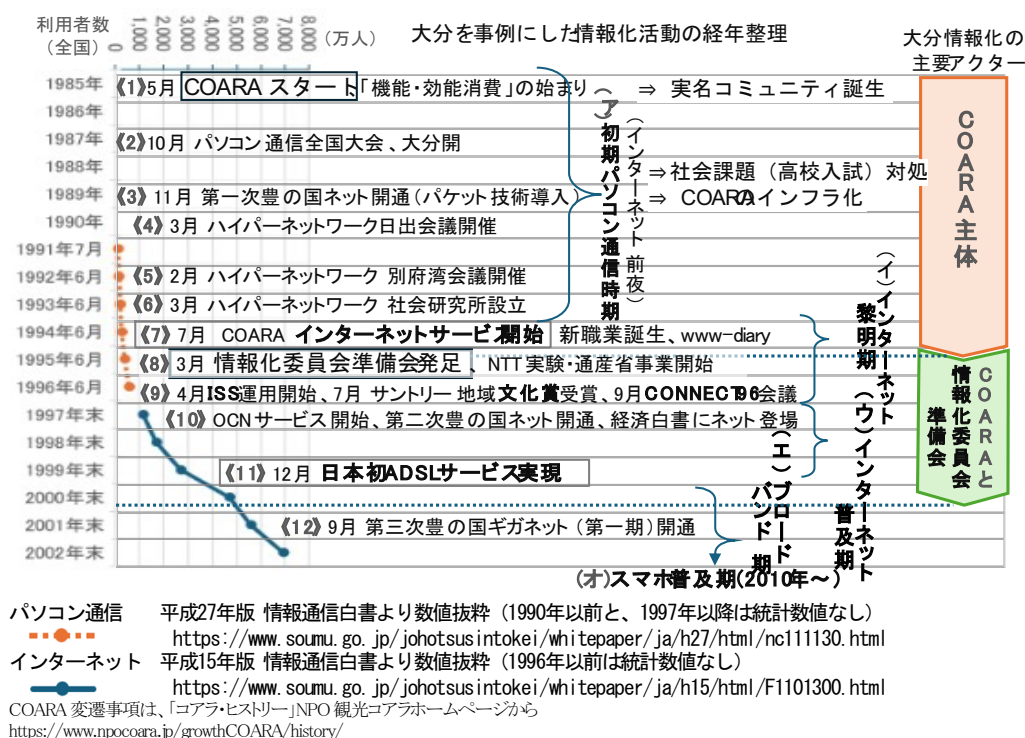 利用者数
(全国)
0
1,000
2,000
3,000
4,000
5,000
6,000
7,000
8,000
(万人)
大分を事例にした情報化活動の経年整理
大分情報化の
主要アクター
1985年 《1》5月 COARA スタート 「機能・効能消費」の始まり ⇒ 実名コミュニティ誕生
1986年
1987年 《2》10月 パソコン通信全国大会、大分開
1988年 ⇒社会課題（高校入試）対処
1989年 《3》11月 第一次豊の国ネット開通(パケット技術導入) ⇒ COARAのインフラ化
1990年 《4》3月 ハイパーネットワーク日出会議開催
1991年7月
1992年6月 《5》2月 ハイパーネットワーク 別府湾会議開催
1993年6月 《6》3月 ハイパーネットワーク 社会研究所設立
1994年6月 《7》7月 COARA インターネットサービス開始 新職業誕生、www-diary
1995年6月 《8》3月 情報化委員会準備会発足、NTT実験・通産省事業開始
1996年6月 《9》4月ISS運用開始、7月 サントリー地域文化賞受賞、9月CONNECT96会議
1997年末 《10》OCNサービス開始、第二次豊の国ネット開通、経済白書にネット登場
1998年末
1999年末 《11》12月 日本初ADSLサービス実現
2000年末
2001年末 《12》9月 第三次豊の国ギガネット（第一期）開通
2002年末
(ア)初期パソコン通信時期
(インターネット前夜)
(イ)インターネット
黎明期
(ウ)インターネット
普及期
(エ)ブロード
バンド期
(オ)スマホ普及期(2010年～)
COARA主体
COARAと
情報化委員会
準備会
パソコン通信 平成27年版 情報通信白書より数値抜粋（1990年以前と、1997年以降は統計数値なし）
https://www.soumu.go.jp/johotsusintokei/whitepaper/ja/h27/html/nc111130.html
インターネット 平成15年版 情報通信白書より数値抜粋（1996年以前は統計数値なし）
https://www.soumu.go.jp/johotsusintokei/whitepaper/ja/h15/html/F1101300.html
COARA 変遷事項は、「コアラ・ヒストリー」NPO 観光コアラホームページから
https://www.npocoara.jp/growthCOARA/history/